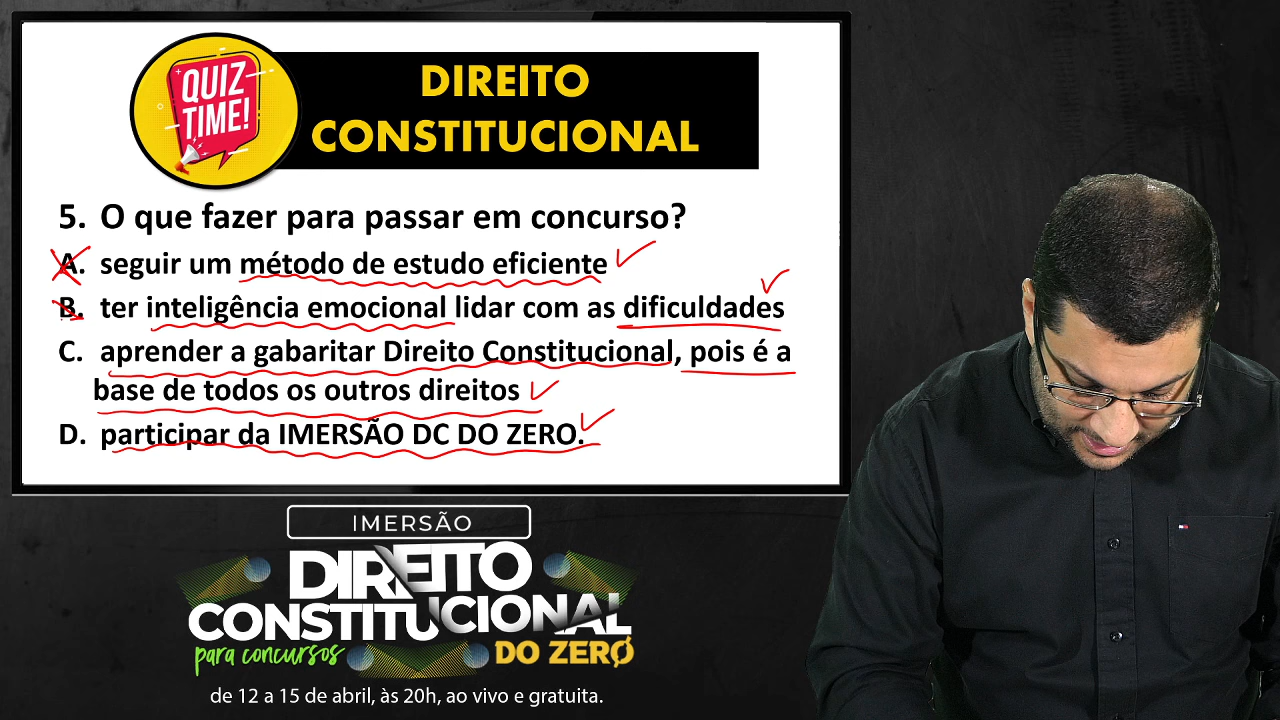 QUIZ
TIME!
DIREITO
CONSTITUCIONAL
5. O que fazer para passar em concurso?
A. seguir um método de estudo eficiente
B. ter inteligência emocional lidar com as dificuldades
C. aprender a gabaritar Direito Constitucional, pois é a
base de todos os outros direitos
D. participar da IMERSÃO DC DO ZERO.
IMERSÃO
DIREITO
CONSTITUCIONAL
para concursos
DO ZERO
de 12 a 15 de abril, às 20h, ao vivo e gratuita.